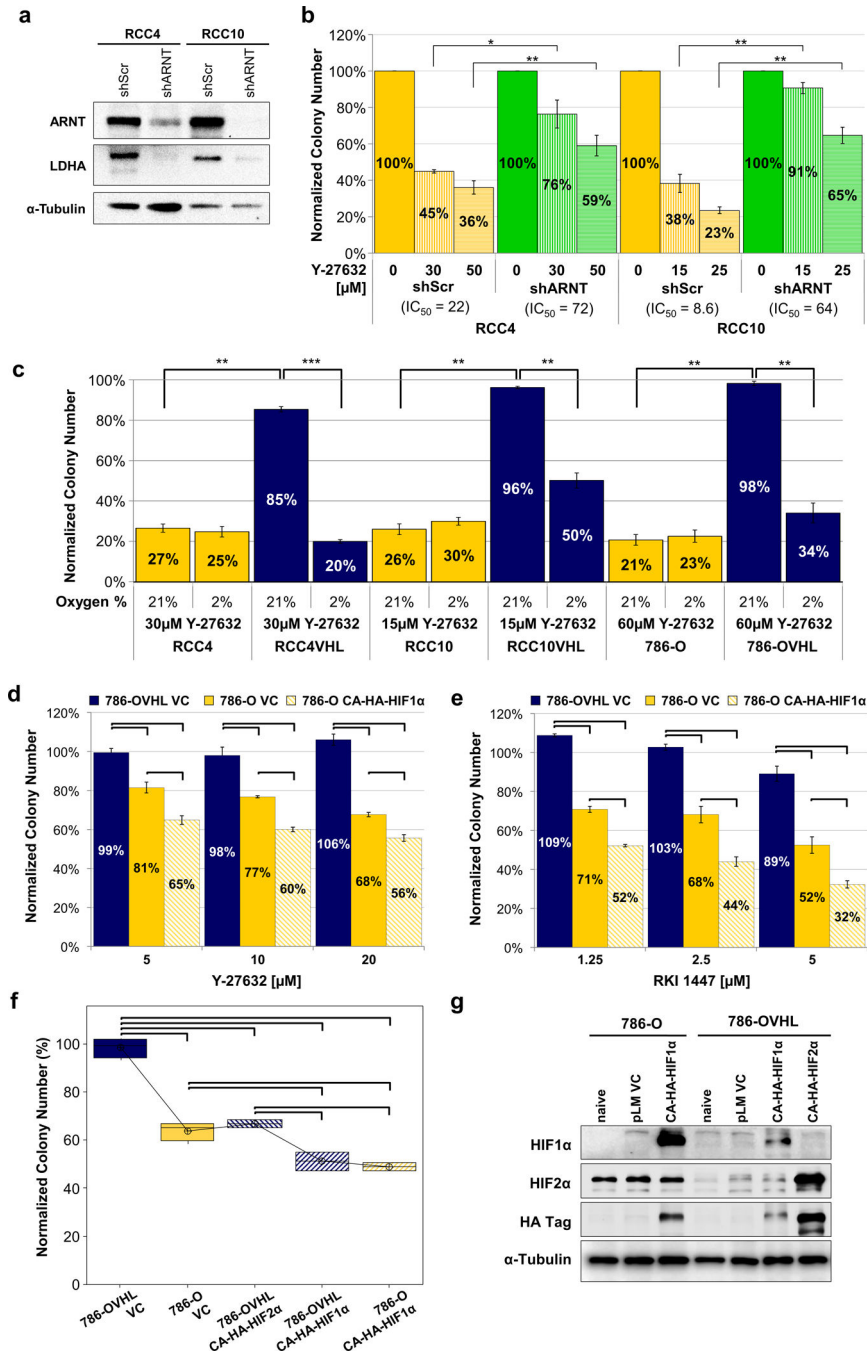 a
RCC4 RCC10
shScr shARNT shScr shARNT
ARNT
LDHA
α-Tubulin
b
Normalized Colony Number
* ** ** **
120%
100%
80%
60%
40%
20%
0%
100% 45% 36% 100% 76% 59% 100% 38% 23% 100% 91% 65%
Y-27632 [µM] 0 30 50 0 30 50 0 15 25 0 15 25
shScr shARNT shScr shARNT
(IC50 = 22) (IC50 = 72) (IC50 = 8.6) (IC50 = 64)
RCC4 RCC10
c
Normalized Colony Number
** *** ** ** ** **
100%
80%
60%
40%
20%
0%
27% 25% 85% 20% 26% 30% 96% 50% 21% 23% 98% 34%
Oxygen % 21% 2% 21% 2% 21% 2% 21% 2% 21% 2% 21% 2%
30µM Y-27632 30µM Y-27632 15µM Y-27632 15µM Y-27632 60µM Y-27632 60µM Y-27632
RCC4 RCC4VHL RCC10 RCC10VHL 786-O 786-OVHL
d
786-OVHL VC 786-O VC 786-O CA-HA-HIF1α
Normalized Colony Number
120%
100%
80%
60%
40%
20%
0%
99% 81% 65% 98% 77% 60% 106% 68% 56%
5 10 20
Y-27632 [µM]
e
786-OVHL VC 786-O VC 786-O CA-HA-HIF1α
Normalized Colony Number
120%
100%
80%
60%
40%
20%
0%
109% 71% 52% 103% 68% 44% 89% 52% 32%
1.25 2.5 5
RKI 1447 [µM]
f
Normalized Colony Number (%)
100
80
60
40
20
0
786-OVHL VC
786-O VC
786-OVHL CA-HA-HIF2α
786-OVHL CA-HA-HIF1α
786-O CA-HA-HIF1α
g
786-O 786-OVHL
naive pLM VC CA-HA-HIF1α naive pLM VC CA-HA-HIF1α CA-HA-HIF2α
HIF1α
HIF2α
HA Tag
α-Tubulin